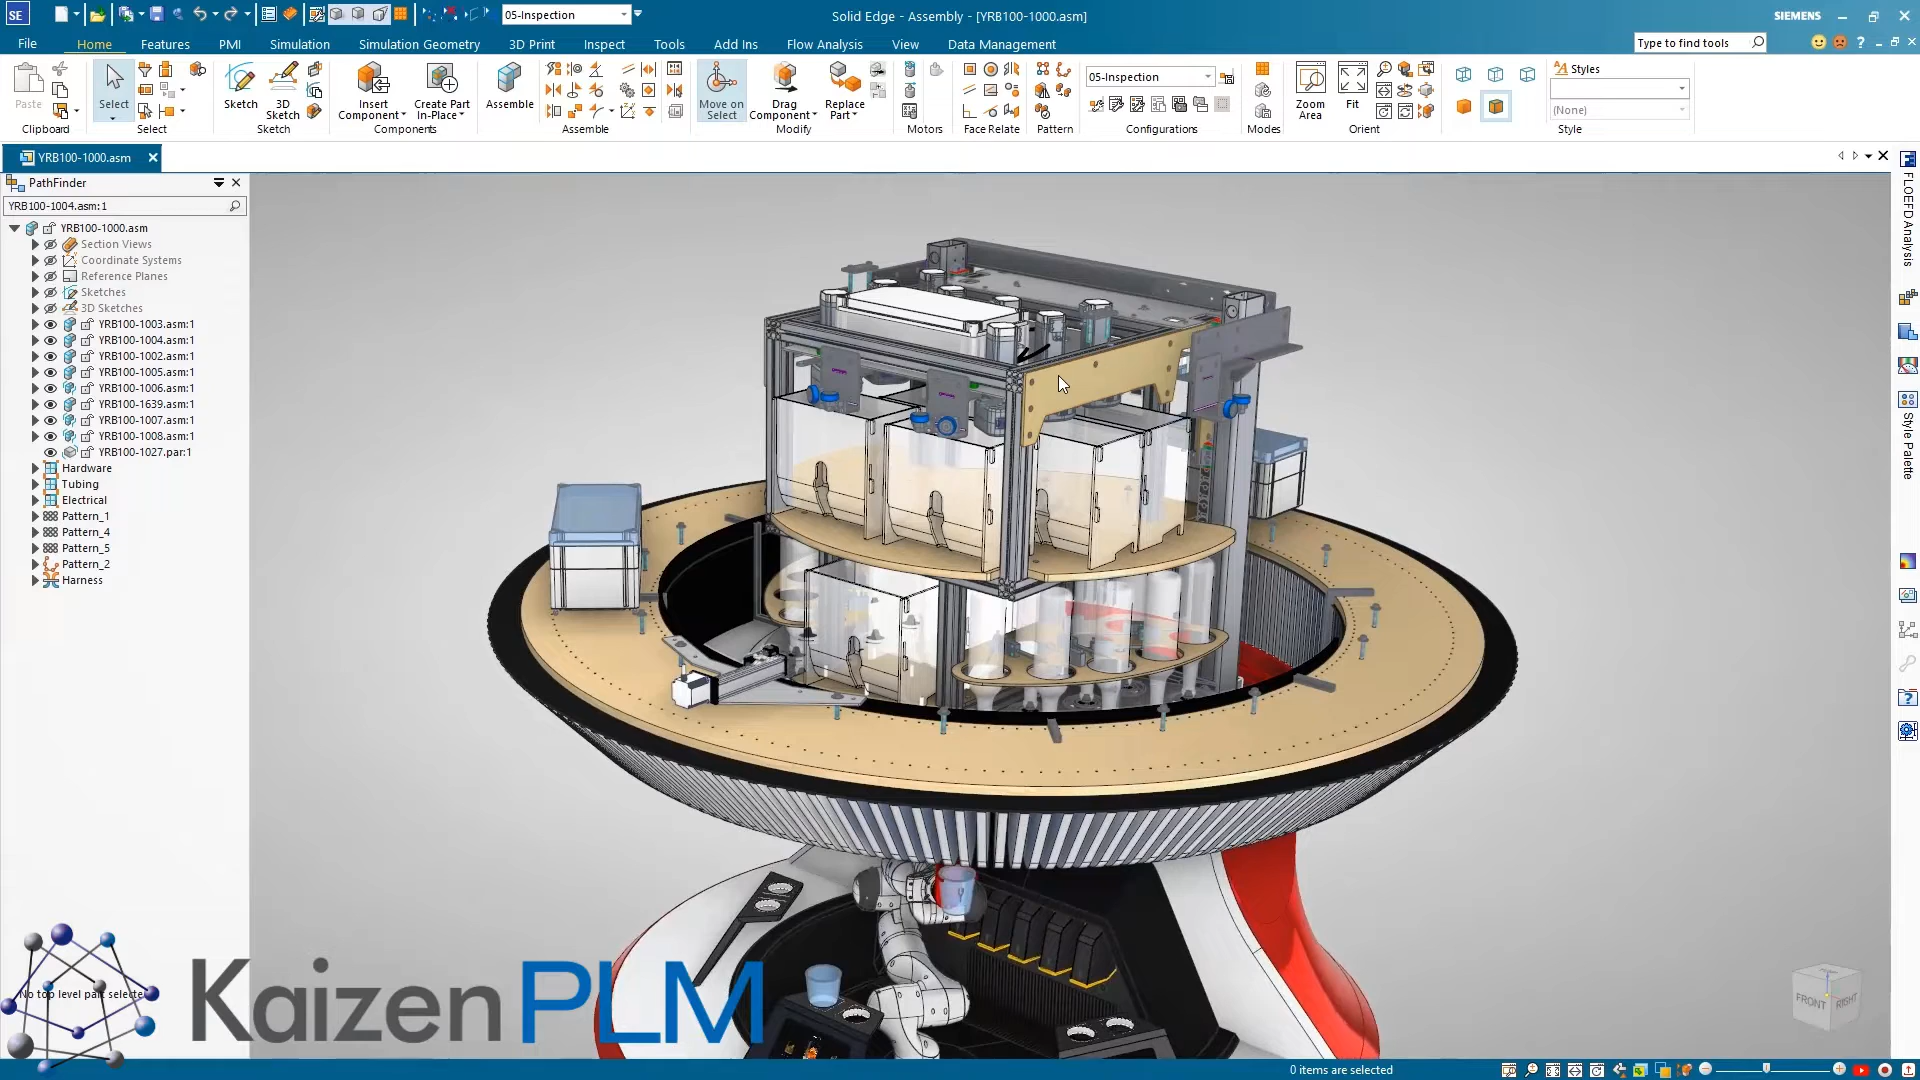 SE
05-Inspection
Solid Edge - Assembly - [YRB100-1000.asm]
SIEMENS
File
Home
Features
PMI
Simulation
Simulation Geometry
3D Print
Inspect
Tools
Add Ins
Flow Analysis
View
Data Management
Type to find tools
Paste
Clipboard
Select
Select
Sketch
3D Sketch
Sketch
Insert Component
Create Part In-Place
Components
Assemble
Assemble
Move on Select
Drag Component
Replace Part
Modify
Motors
Face Relate
Pattern
05-Inspection
Configurations
Modes
Zoom Area
Fit
Orient
Styles
(None)
Style
YRB100-1000.asm
PathFinder
YRB100-1004.asm:1
YRB100-1000.asm
Section Views
Coordinate Systems
Reference Planes
Sketches
3D Sketches
YRB100-1003.asm:1
YRB100-1004.asm:1
YRB100-1002.asm:1
YRB100-1005.asm:1
YRB100-1006.asm:1
YRB100-1639.asm:1
YRB100-1007.asm:1
YRB100-1008.asm:1
YRB100-1027.par:1
Hardware
Tubing
Electrical
Pattern_1
Pattern_4
Pattern_5
Pattern_2
Harness
FLOEFD Analysis
Style Palette
No top level part selected
KaizenPLM
FRONT
RIGHT
0 items are selected